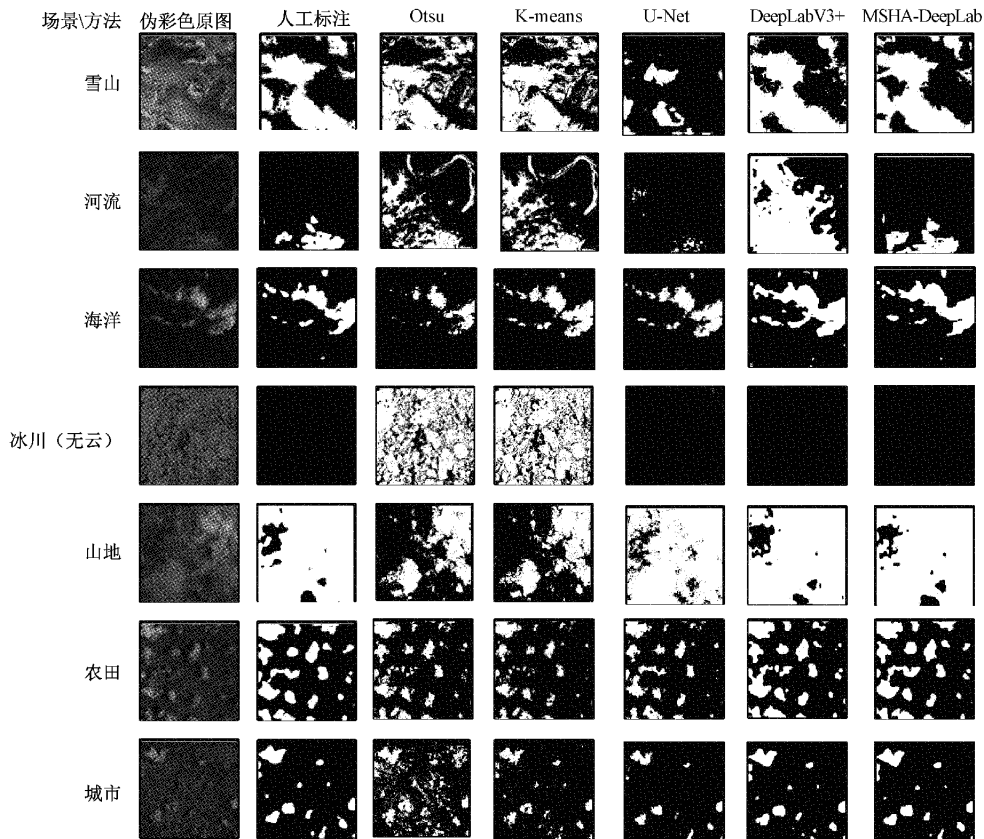 场景\方法 伪彩色原图 人工标注 Otsu K-means U-Net DeepLabV3+ MSHA-DeepLab
雪山
河流
海洋
冰川（无云）
山地
农田
城市